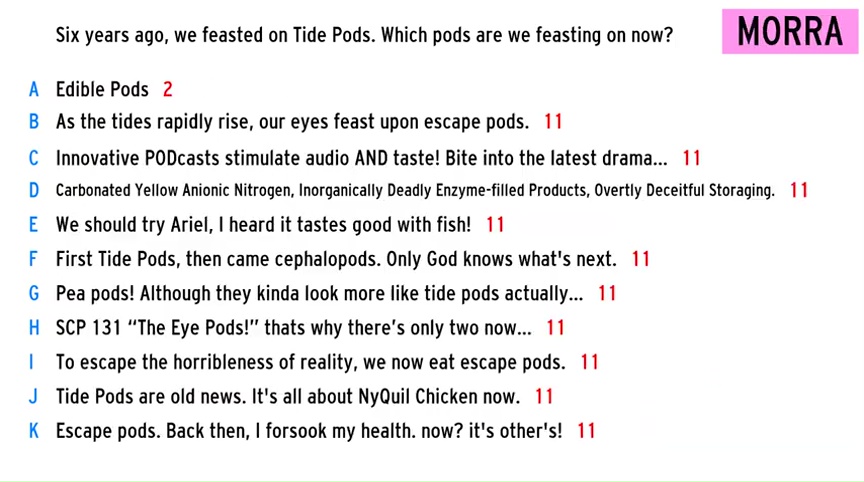 Six years ago, we feasted on Tide Pods. Which pods are we feasting on now?
MORRA
A Edible Pods 2
B As the tides rapidly rise, our eyes feast upon escape pods. 11
C Innovative PODcasts stimulate audio AND taste! Bite into the latest drama... 11
D Carbonated Yellow Anionic Nitrogen, Inorganically Deadly Enzyme-filled Products, Overtly Deceitful Storaging. 11
E We should try Ariel, I heard it tastes good with fish! 11
F First Tide Pods, then came cephalopods. Only God knows what's next. 11
G Pea pods! Although they kinda look more like tide pods actually... 11
H SCP 131 “The Eye Pods!” thats why there’s only two now... 11
I To escape the horribleness of reality, we now eat escape pods. 11
J Tide Pods are old news. It's all about NyQuil Chicken now. 11
K Escape pods. Back then, I forsook my health. now? it's other's! 11